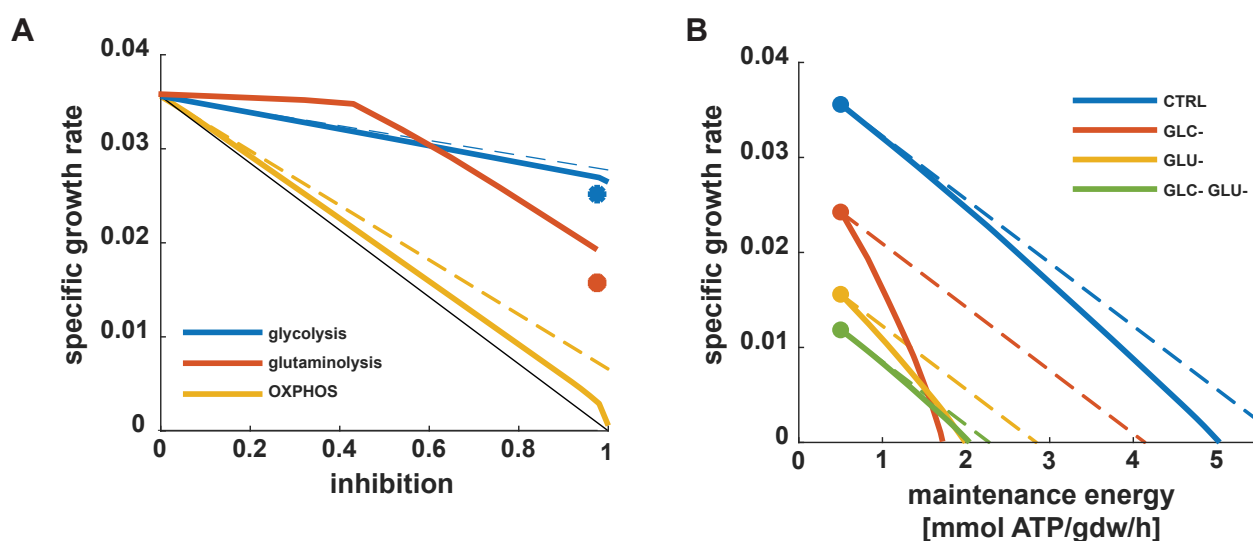 A
specific growth rate
0.04
0.03
0.02
0.01
0
glycolysis
glutaminolysis
OXPHOS
0
0.2
0.4
0.6
0.8
1
inhibition
B
specific growth rate
0.04
0.03
0.02
0.01
0
CTRL
GLC-
GLU-
GLC- GLU-
0
1
2
3
4
5
maintenance energy
[mmol ATP/gdw/h]